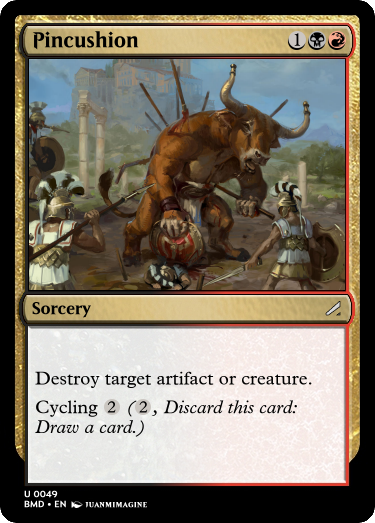 Pincushion 1
Sorcery
Destroy target artifact or creature.
Cycling 2 (2, Discard this card:
Draw a card.)
U 0049
BMD • EN JUANMIMAGINE